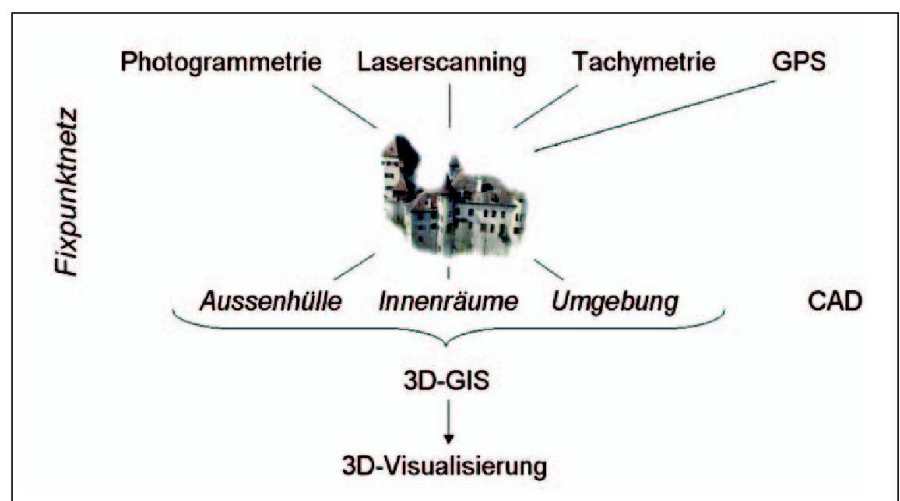 Photogrammetrie Laserscanning Tachymetrie GPS
Fixpunktnetz
Aussenhülle Innenräume Umgebung CAD
3D-GIS
3D-Visualisierung